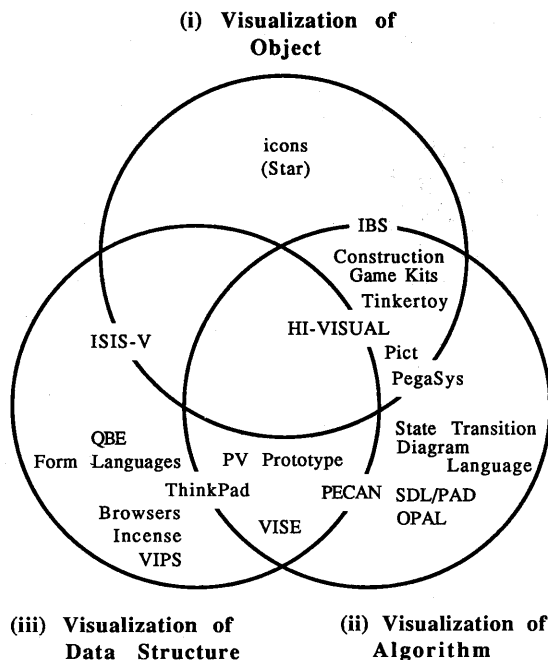 (i) Visualization of
Object
icons
(Star)
IBS
Construction
Game Kits
Tinkertoy
HI-VISUAL
ISIS-V
Pict
PegaSys
QBE
Form Languages
PV Prototype
State Transition
Diagram
Language
ThinkPad
PECAN
SDL/PAD
OPAL
Browsers
Incense
VIPS
VISE
(iii) Visualization of
Data Structure
(ii) Visualization of
Algorithm